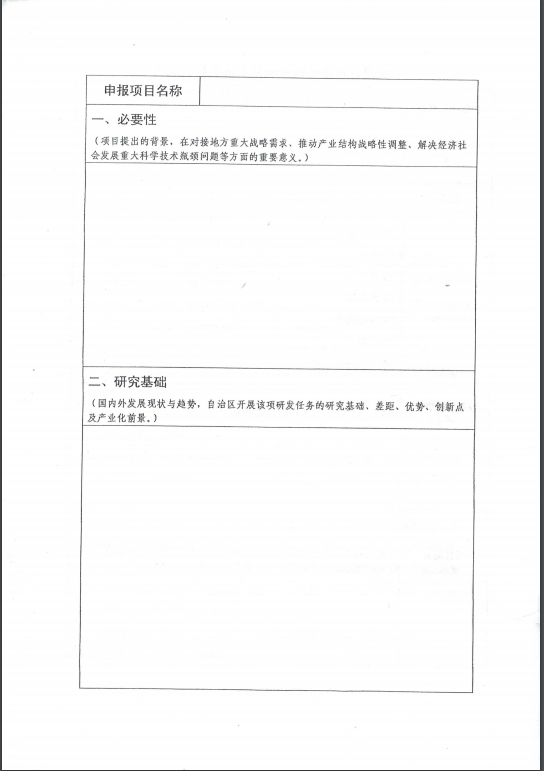 申报项目名称
一、必要性
（项目提出的背景，在对接地方重大战略需求、推动产业结构战略性调整、解决经济社
会发展重大科学技术瓶颈问题等方面的重要意义。）
二、研究基础
（国内外发展现状与趋势，自治区开展该项研发任务的研究基础、差距、优势、创新点
及产业化前景。）